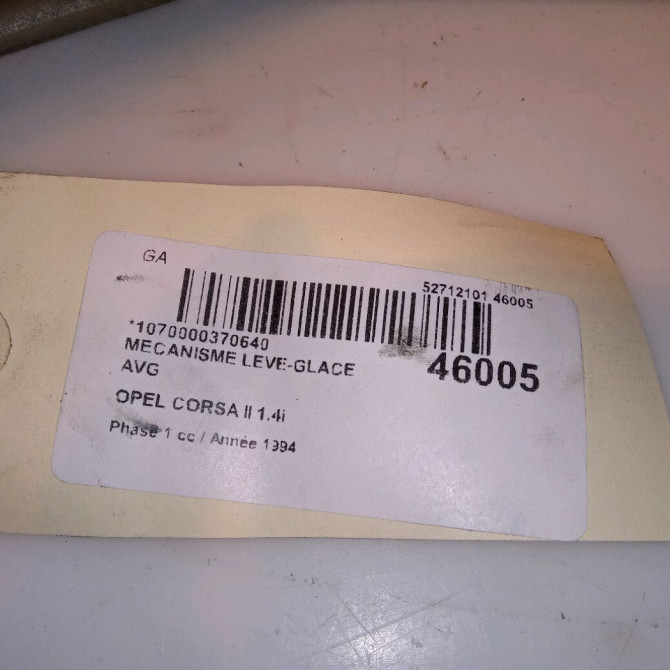 GA
52712101 46005
*1070000370640
MECANISME LEVE-GLACE
46005
AVG
OPEL CORSA II 1.4i
Phase 1 cc / Année 1994